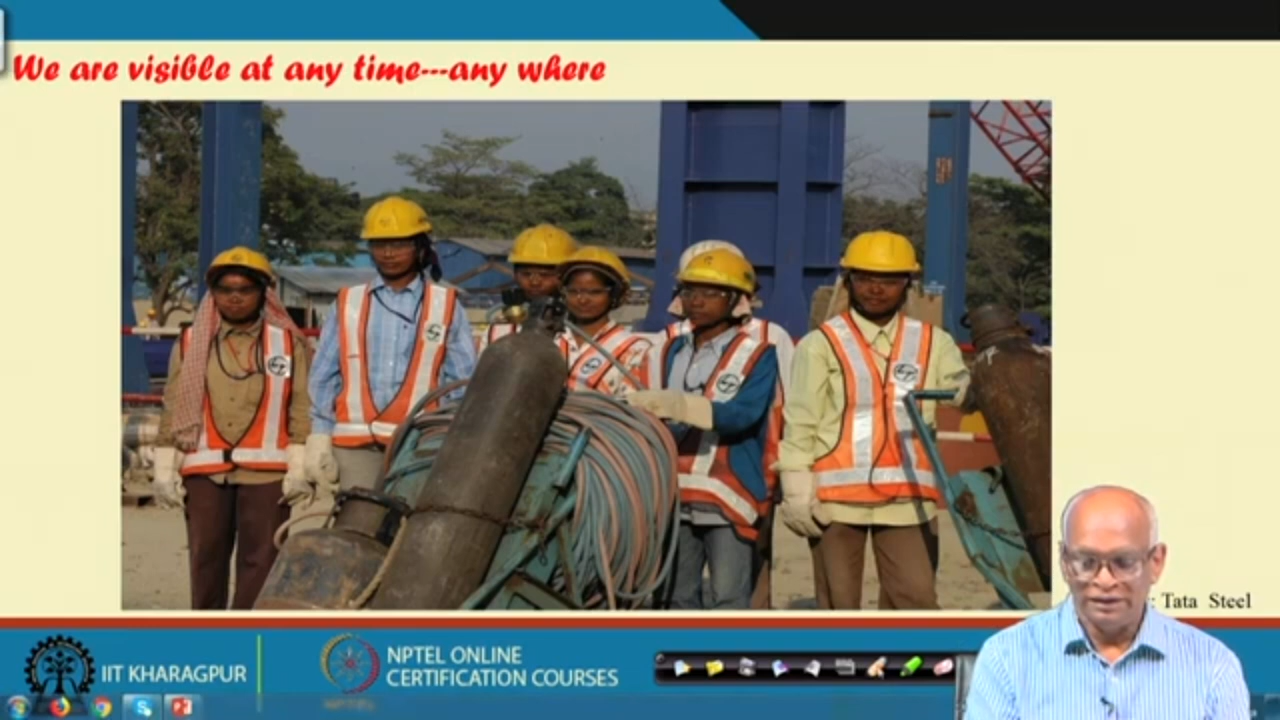 We are visible at any time---any where
: Tata Steel
IIT KHARAGPUR
NPTEL ONLINE
CERTIFICATION COURSES